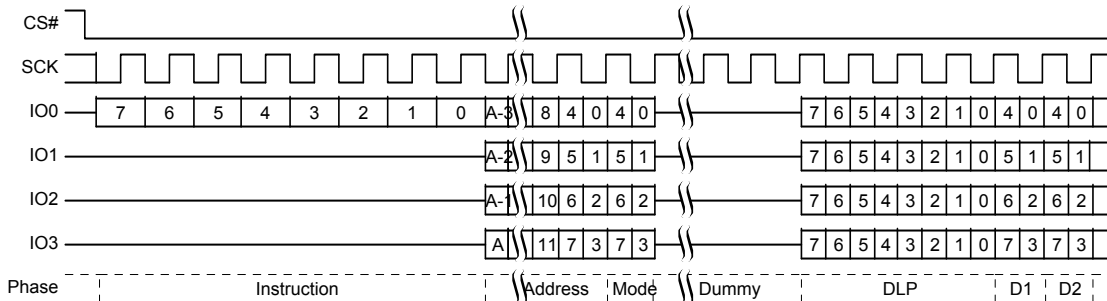 CS#
SCK
IO0 7 6 5 4 3 2 1 0 A-3 8 4 0 4 0 7 6 5 4 3 2 1 0 4 0 4 0
IO1 A-2 9 5 1 5 1 7 6 5 4 3 2 1 0 5 1 5 1
IO2 A-1 10 6 2 6 2 7 6 5 4 3 2 1 0 6 2 6 2
IO3 A 11 7 3 7 3 7 6 5 4 3 2 1 0 7 3 7 3
Phase Instruction Address Mode Dummy DLP D1 D2